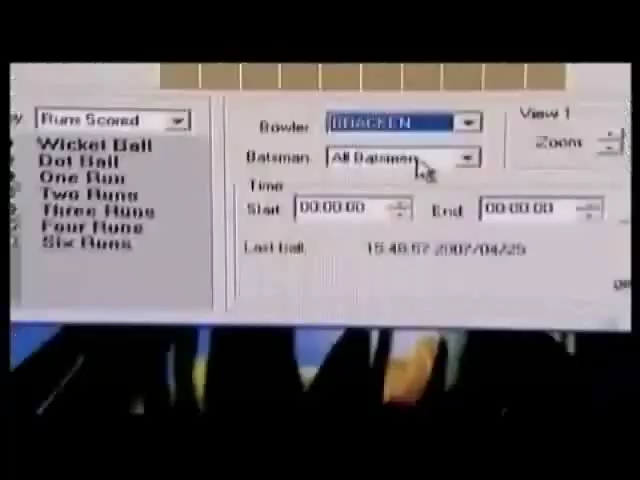 Runs Scored
Wicket Ball
Dot Ball
One Run
Two Runs
Three Runs
Four Runs
Six Runs
Bowler BRACKEN
Batsman All Batsmen
Time
Start 00:00:00 End 00:00:00
Last ball 15:49:57 2007/04/25
View 1
Zoom